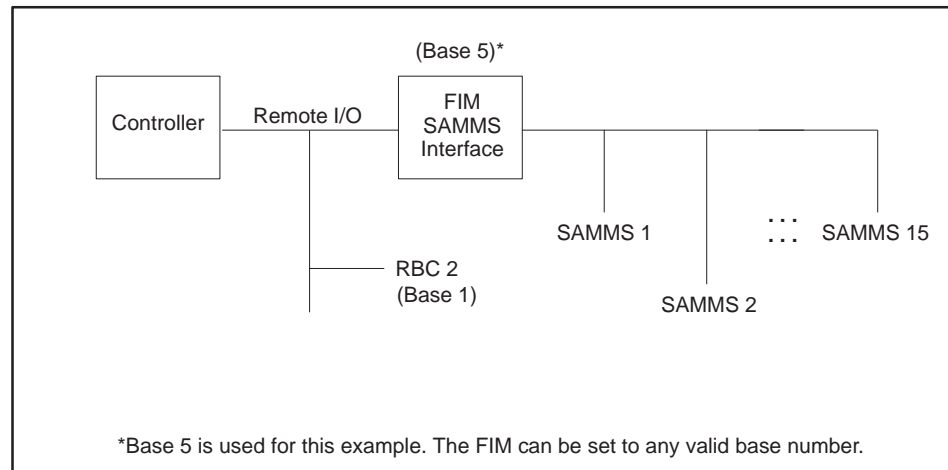 (Base 5)*
Controller
Remote I/O
FIM
SAMMS
Interface
SAMMS 1
. . .
. . .
SAMMS 15
RBC 2
(Base 1)
SAMMS 2
*Base 5 is used for this example. The FIM can be set to any valid base number.